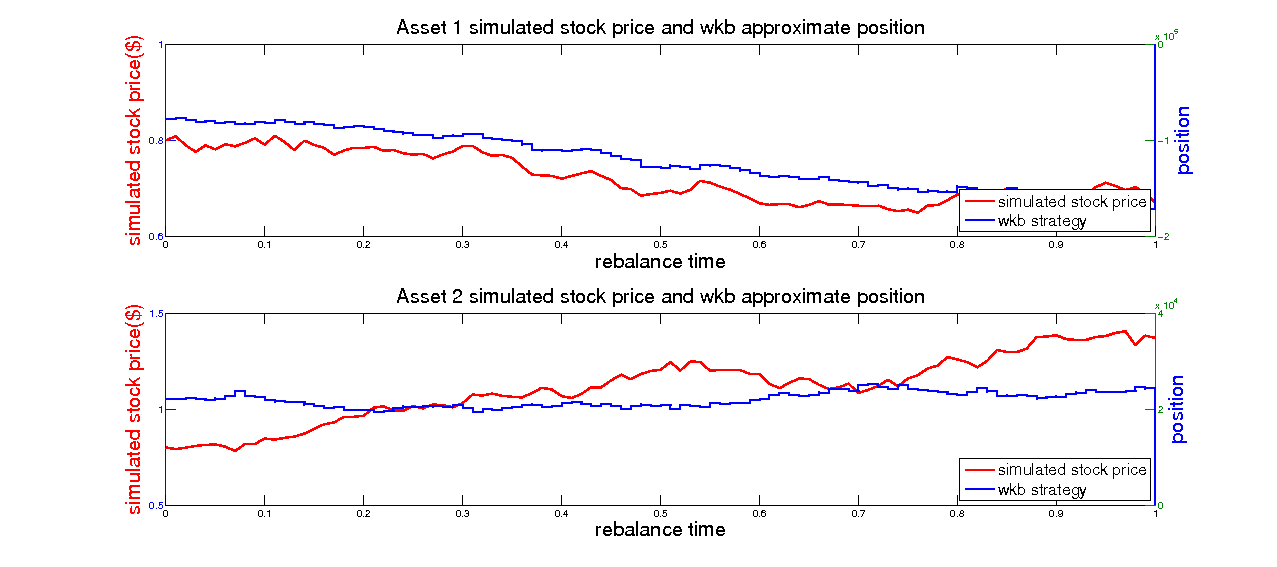 Asset 1 simulated stock price and wkb approximate position
simulated stock price($)
1
0.8
0.6
x 10^5
0
-1
-2
position
0 0.1 0.2 0.3 0.4 0.5 0.6 0.7 0.8 0.9 1
rebalance time
simulated stock price
wkb strategy
Asset 2 simulated stock price and wkb approximate position
simulated stock price($)
1.5
1
0.5
x 10^4
4
2
0
position
0 0.1 0.2 0.3 0.4 0.5 0.6 0.7 0.8 0.9 1
rebalance time
simulated stock price
wkb strategy